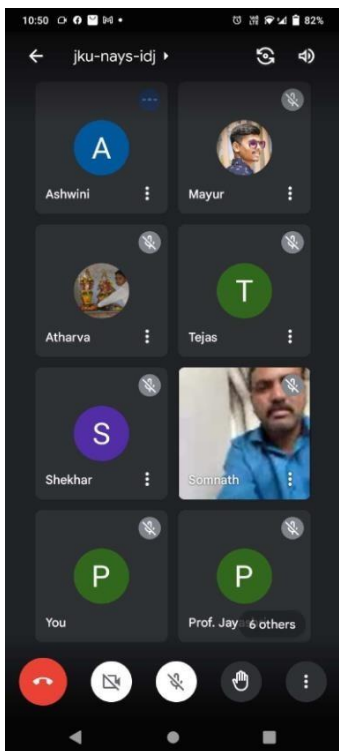 10:50
82%
jku-nays-idj
A
Ashwini
Mayur
Atharva
T
Tejas
S
Shekhar
Somnath
P
You
P
Prof. Jay
6 others